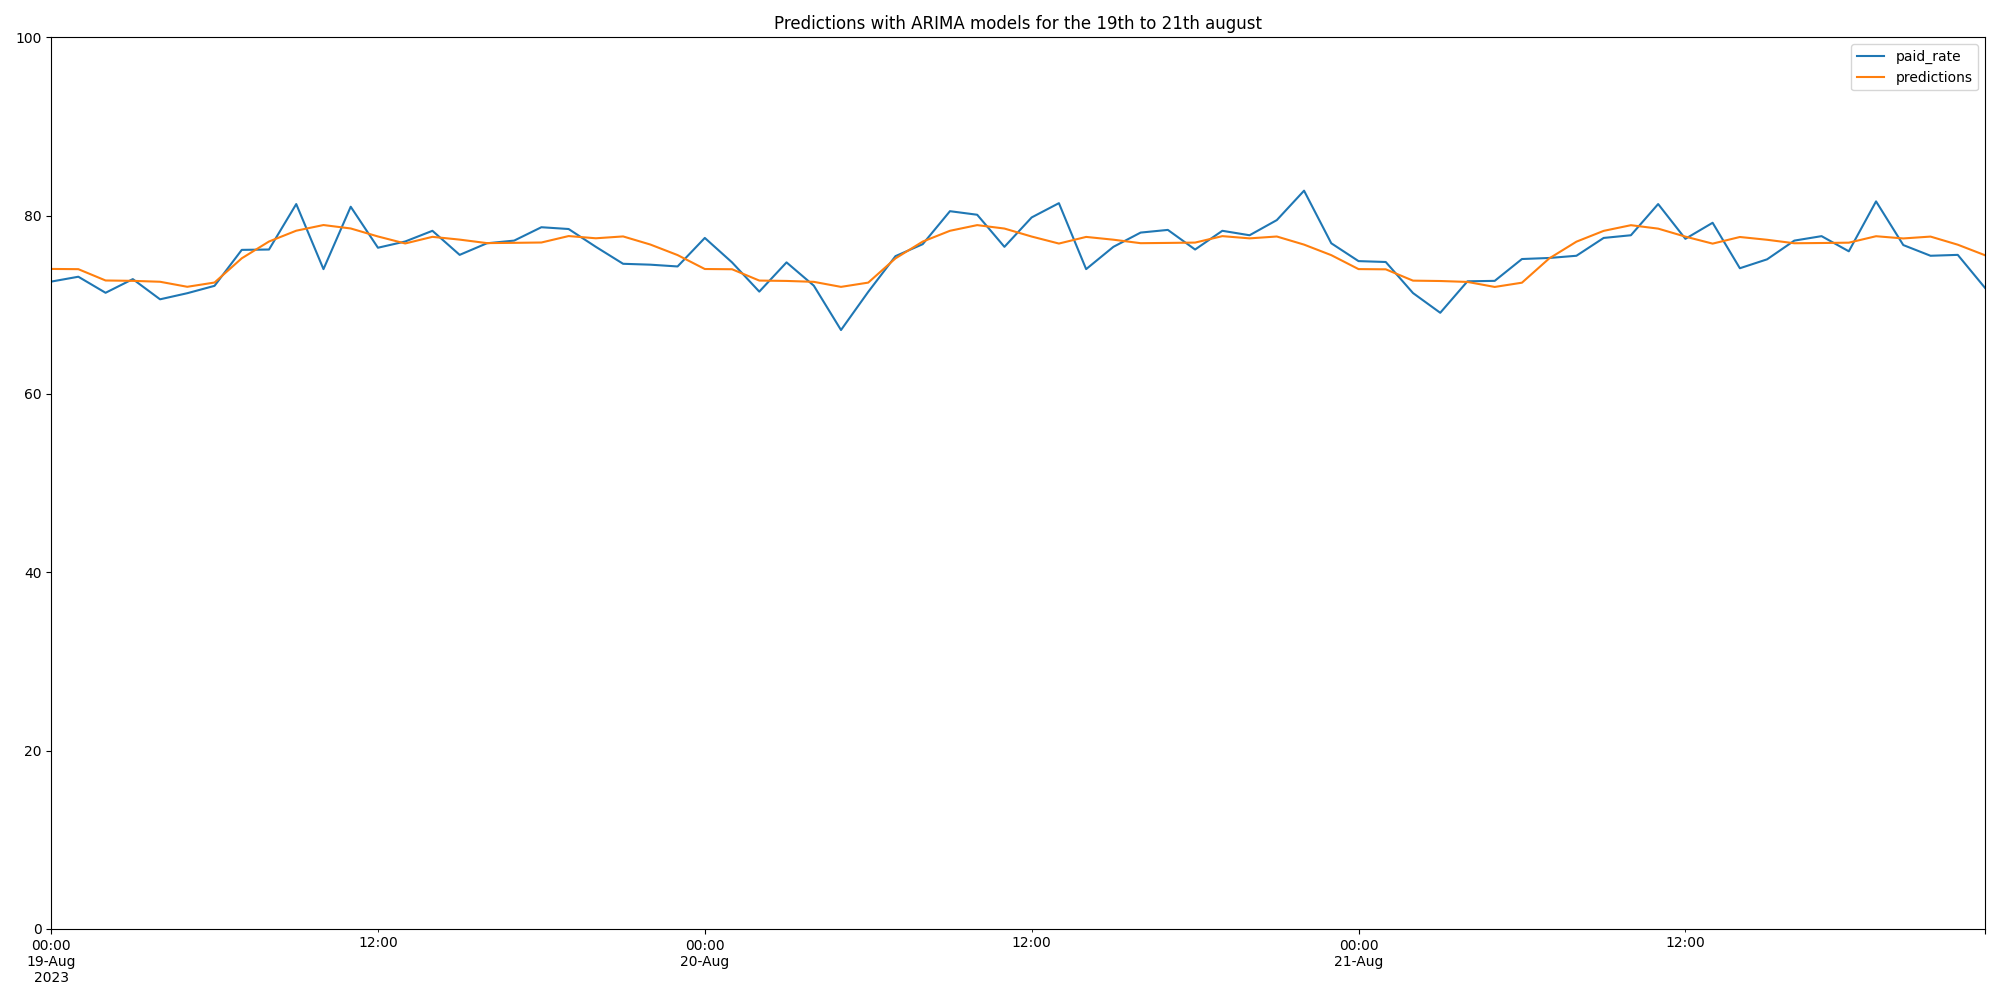 Predictions with ARIMA models for the 19th to 21th august
paid_rate
predictions
100
80
60
40
20
0
00:00
19-Aug
2023
12:00
00:00
20-Aug
12:00
00:00
21-Aug
12:00